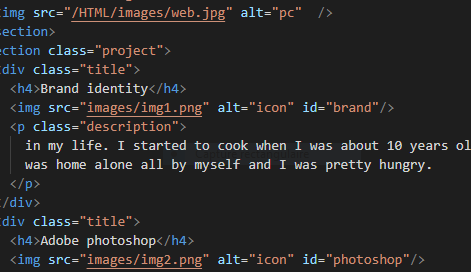 img src="/HTML/images/web.jpg" alt="pc"  />
section>
ection class="project">
div class="title">
<h4>Brand identity</h4>
<img src="images/img1.png" alt="icon" id="brand"/>
<p class="description">
in my life. I started to cook when I was about 10 years ol
was home alone all by myself and I was pretty hungry.
</p>
/div>
div class="title">
<h4>Adobe photoshop</h4>
<img src="images/img2.png" alt="icon" id="photoshop"/>